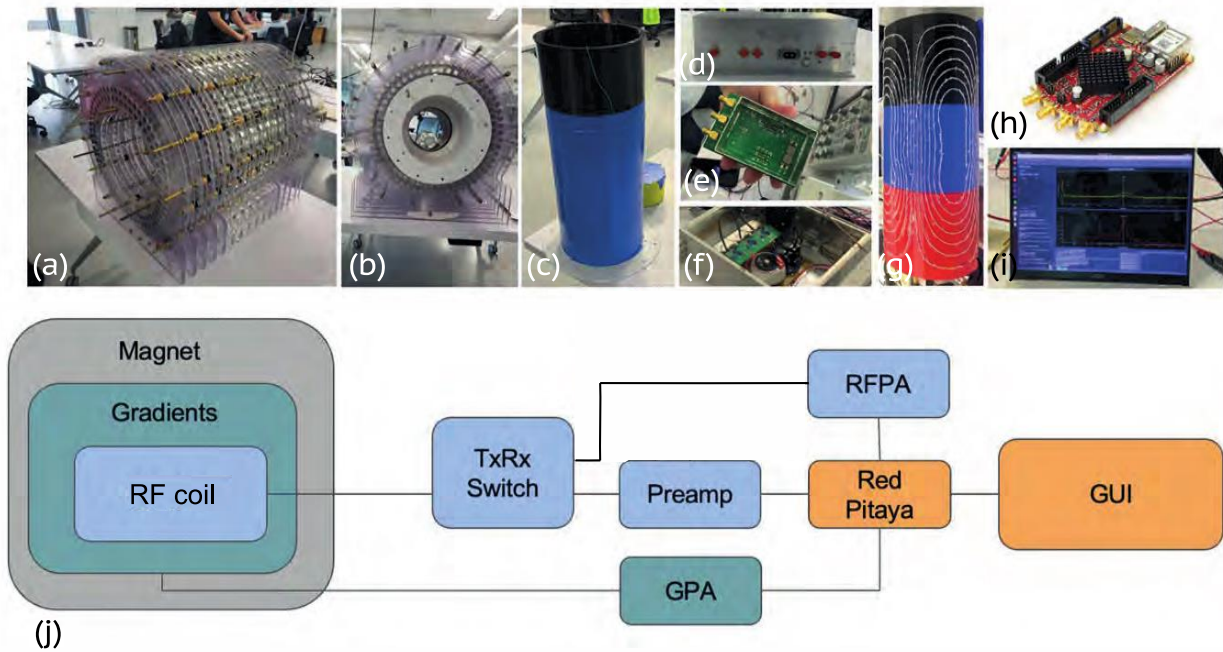 (a)
(b)
(c)
(d)
(e)
(f)
(g)
(h)
(i)
Magnet
Gradients
RF coil
TxRx
Switch
RFPA
Preamp
Red
Pitaya
GUI
GPA
(j)